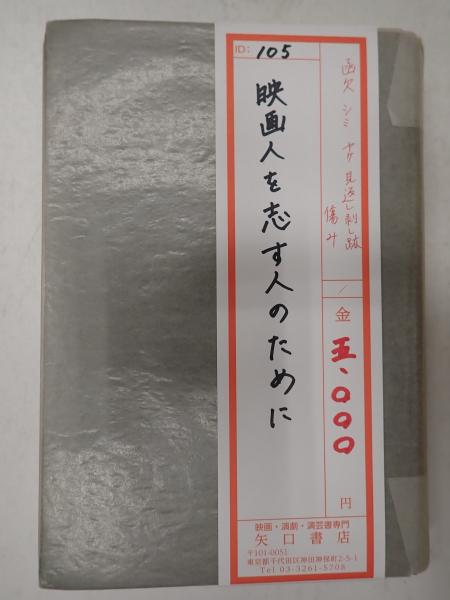 ID: 105
映画人を志す人のために
函欠 シミ ヤケ 見返し剥し跡
傷み
金 五、000 円
映画・演劇・演芸書専門
矢口書店
〒101-0051
東京都千代田区神田神保町2-5-1
Tel 03-3261-5708